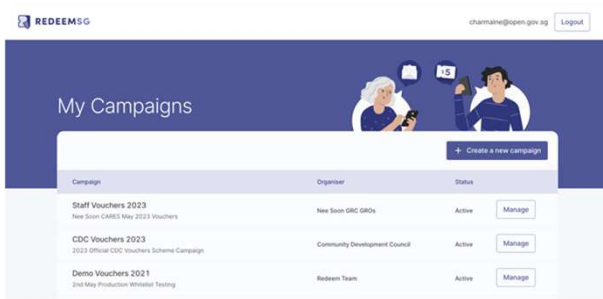 REDEEMSG
charmaine@open.gov.sg
Logout
$5
My Campaigns
+ Create a new campaign
Campaign Organiser Status
Staff Vouchers 2023
Nee Soon CARES May 2023 Vouchers
Nee Soon GRC GROs Active Manage
CDC Vouchers 2023
2023 Official CDC Vouchers Scheme Campaign
Community Development Council Active Manage
Demo Vouchers 2021
2nd May Production Whitelist Testing
Redeem Team Active Manage